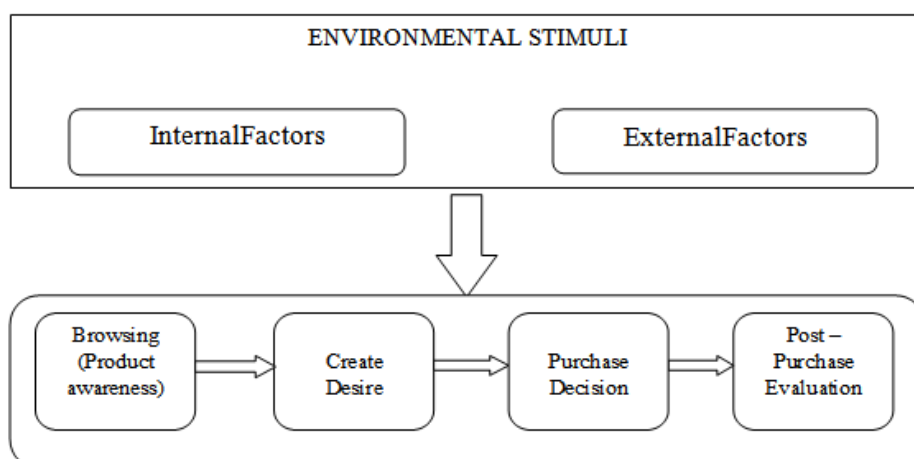 ENVIRONMENTAL STIMULI
InternalFactors
ExternalFactors
Browsing
(Product
awareness)
Create
Desire
Purchase
Decision
Post –
Purchase
Evaluation